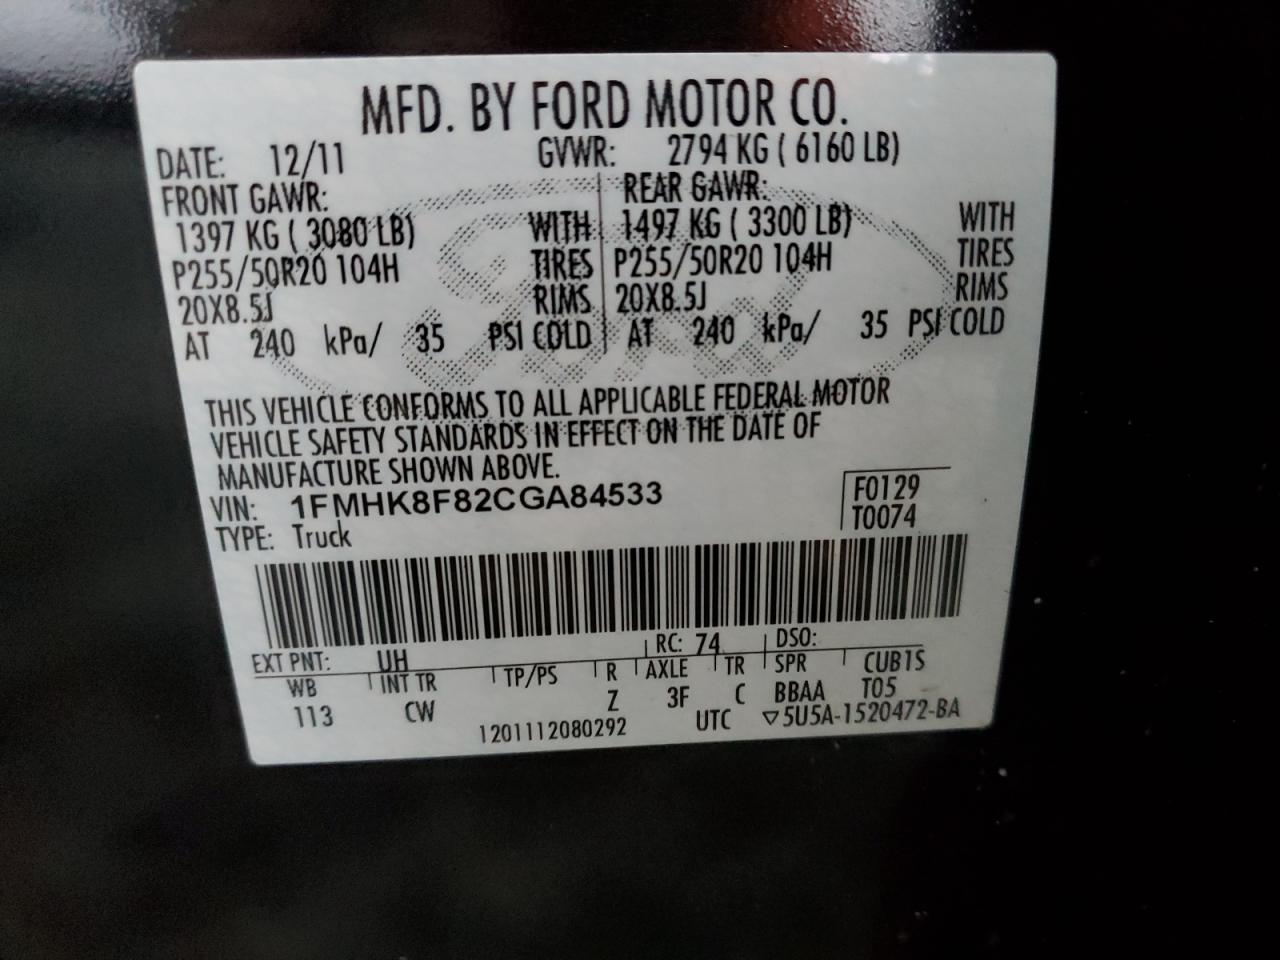 MFD. BY FORD MOTOR CO.
DATE: 12/11 GVWR: 2794 KG ( 6160 LB)
FRONT GAWR: REAR GAWR:
1397 KG ( 3080 LB) WITH 1497 KG ( 3300 LB) WITH
P255/50R20 104H TIRES P255/50R20 104H TIRES
20X8.5J RIMS 20X8.5J RIMS
AT 240 kPa/ 35 PSI COLD AT 240 kPa/ 35 PSI COLD
Ford
THIS VEHICLE CONFORMS TO ALL APPLICABLE FEDERAL MOTOR
VEHICLE SAFETY STANDARDS IN EFFECT ON THE DATE OF
MANUFACTURE SHOWN ABOVE.
VIN: 1FMHK8F82CGA84533 F0129
TYPE: Truck T0074
EXT PNT: UH RC: 74 DSO:
WB INT TR TP/PS R AXLE TR SPR CUB1S
113 CW Z 3F C BBAA T05
1201112080292 UTC ▽5U5A-1520472-BA